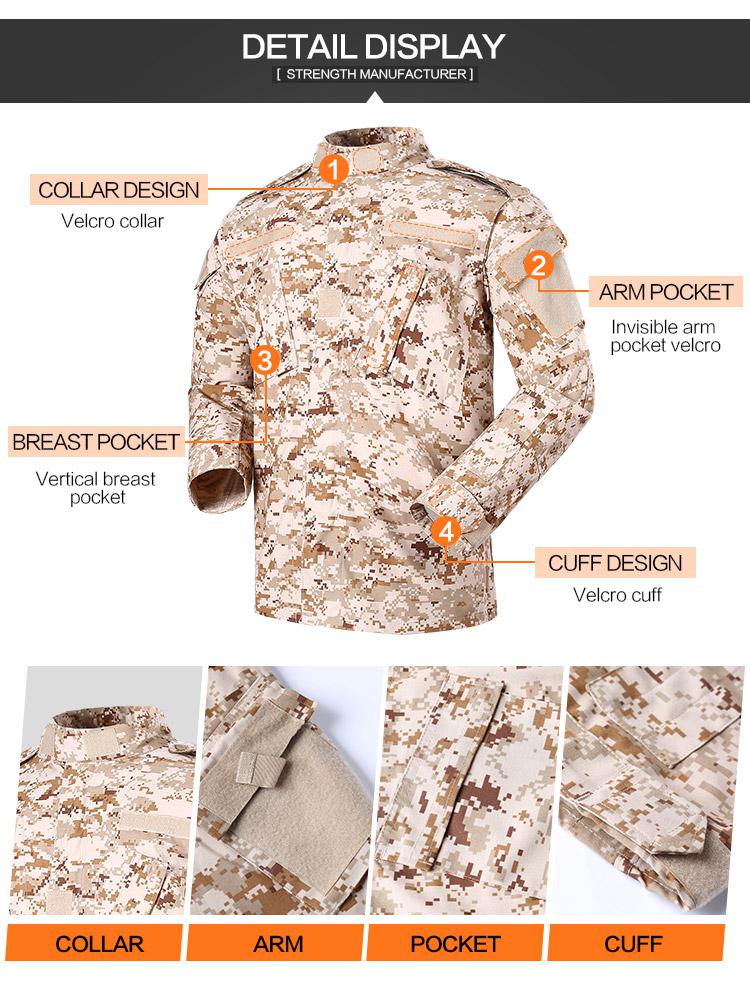 DETAIL DISPLAY
[ STRENGTH MANUFACTURER ]
1
COLLAR DESIGN
Velcro collar
2
ARM POCKET
Invisible arm
pocket velcro
3
BREAST POCKET
Vertical breast
pocket
4
CUFF DESIGN
Velcro cuff
COLLAR
ARM
POCKET
CUFF